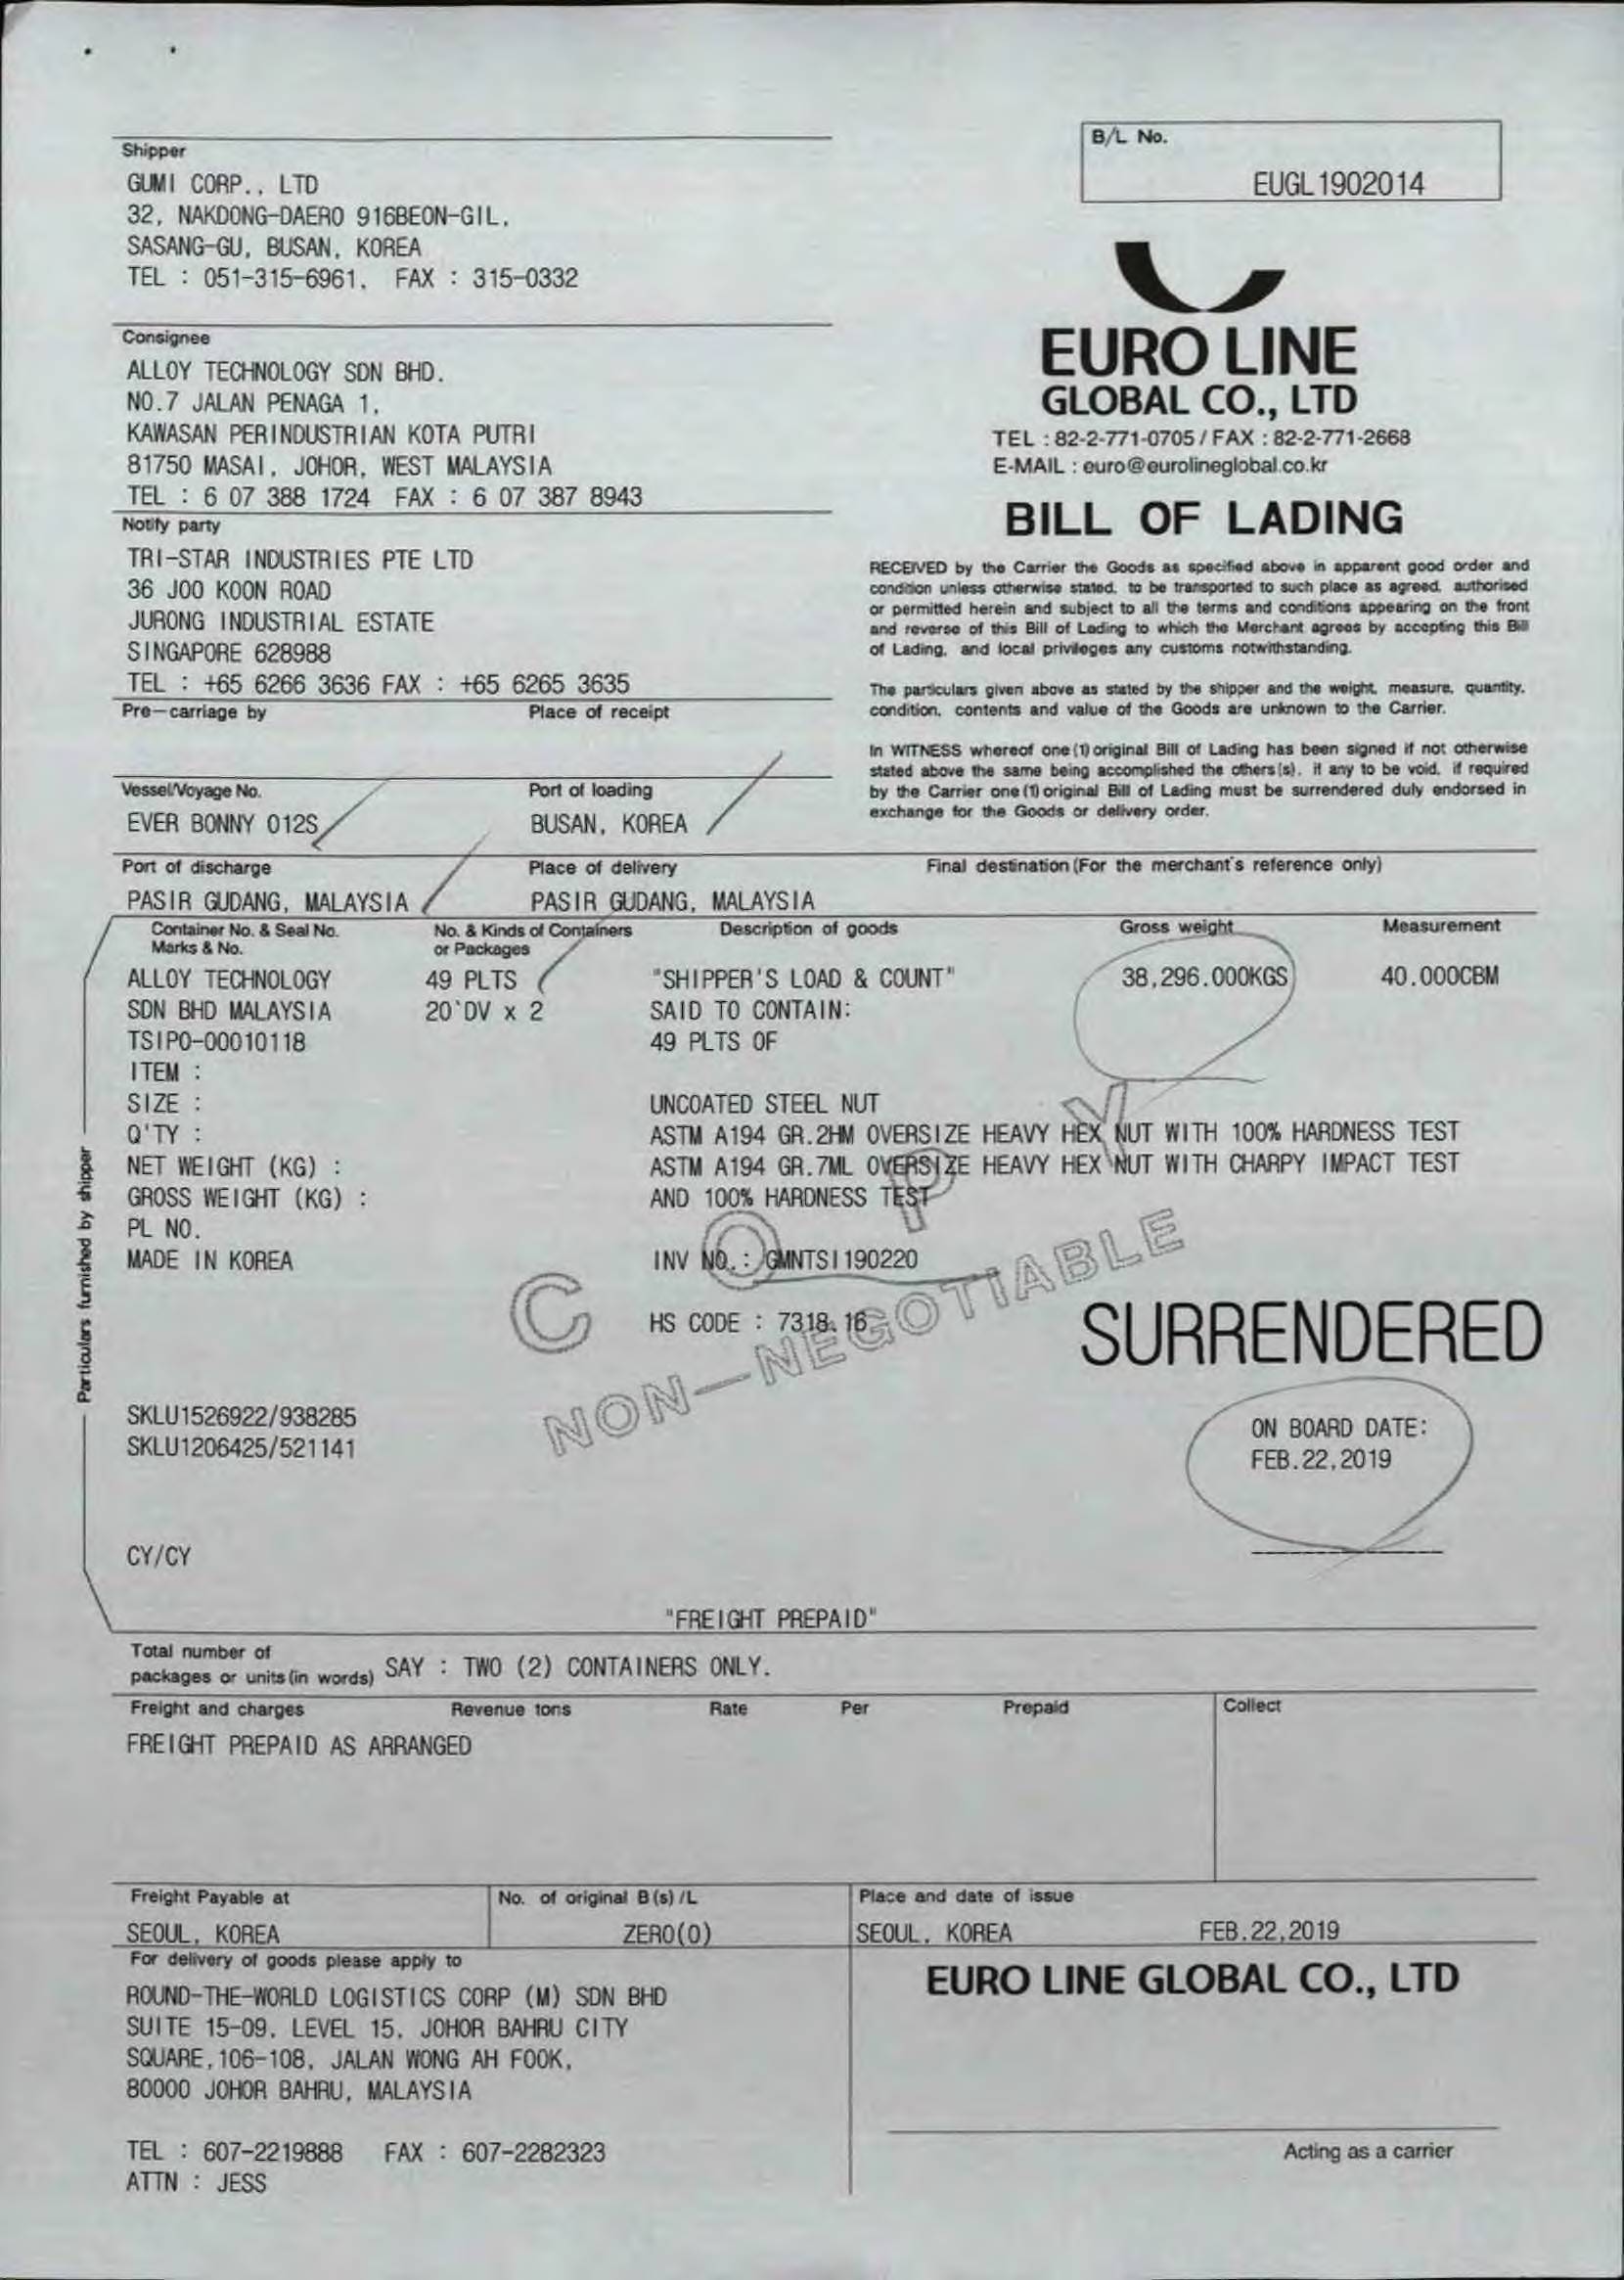 Shipper
GUMI CORP., LTD
32, NAKDONG-DAERO 916BEON-GIL,
SASANG-GU, BUSAN, KOREA
TEL : 051-315-6961, FAX : 315-0332
B/L No.
EUGL1902014
Consignee
ALLOY TECHNOLOGY SDN BHD.
NO.7 JALAN PENAGA 1,
KAWASAN PERINDUSTRIAN KOTA PUTRI
81750 MASAI, JOHOR, WEST MALAYSIA
TEL : 6 07 388 1724 FAX : 6 07 387 8943
EURO LINE
GLOBAL CO., LTD
TEL : 82-2-771-0705 / FAX : 82-2-771-2668
E-MAIL : euro@eurolineglobal.co.kr
BILL OF LADING
Notify party
TRI-STAR INDUSTRIES PTE LTD
36 JOO KOON ROAD
JURONG INDUSTRIAL ESTATE
SINGAPORE 628988
TEL : +65 6266 3636 FAX : +65 6265 3635
RECEIVED by the Carrier the Goods as specified above in apparent good order and
condition unless otherwise stated, to be transported to such place as agreed, authorised
or permitted herein and subject to all the terms and conditions appearing on the front
and reverse of this Bill of Lading to which the Merchant agrees by accepting this Bill
of Lading, and local privileges any customs notwithstanding.
The particulars given above as stated by the shipper and the weight, measure, quantity,
condition, contents and value of the Goods are unknown to the Carrier.
In WITNESS whereof one (1) original Bill of Lading has been signed if not otherwise
stated above the same being accomplished the others(s), if any to be void, if required
by the Carrier one (1) original Bill of Lading must be surrendered duly endorsed in
exchange for the Goods or delivery order.
Pre-carriage by Place of receipt
Vessel/Voyage No. Port of loading
EVER BONNY 012S BUSAN, KOREA
Port of discharge Place of delivery Final destination (For the merchant's reference only)
PASIR GUDANG, MALAYSIA PASIR GUDANG, MALAYSIA
Container No. & Seal No. No. & Kinds of Containers Description of goods Gross weight Measurement
Marks & No. or Packages
ALLOY TECHNOLOGY 49 PLTS "SHIPPER'S LOAD & COUNT" 38,296.000KGS 40.000CBM
SDN BHD MALAYSIA 20'DV x 2 SAID TO CONTAIN:
TSIPO-00010118 49 PLTS OF
ITEM :
SIZE : UNCOATED STEEL NUT
Q'TY : ASTM A194 GR.2HM OVERSIZE HEAVY HEX NUT WITH 100% HARDNESS TEST
NET WEIGHT (KG) : ASTM A194 GR.7ML OVERSIZE HEAVY HEX NUT WITH CHARPY IMPACT TEST
GROSS WEIGHT (KG) : AND 100% HARDNESS TEST
PL NO.
MADE IN KOREA INV NO.: GMNTSI190220
HS CODE : 7318.16
COPY
NON-NEGOTIABLE
SURRENDERED
Particulars furnished by shipper
SKLU1526922/938285
SKLU1206425/521141
ON BOARD DATE:
FEB.22,2019
CY/CY
"FREIGHT PREPAID"
Total number of
packages or units (in words) SAY : TWO (2) CONTAINERS ONLY.
Freight and charges Revenue tons Rate Per Prepaid Collect
FREIGHT PREPAID AS ARRANGED
Freight Payable at No. of original B(s)/L Place and date of issue
SEOUL, KOREA ZERO(0) SEOUL, KOREA FEB.22,2019
For delivery of goods please apply to
ROUND-THE-WORLD LOGISTICS CORP (M) SDN BHD
SUITE 15-09, LEVEL 15, JOHOR BAHRU CITY
SQUARE,106-108, JALAN WONG AH FOOK,
80000 JOHOR BAHRU, MALAYSIA
TEL : 607-2219888 FAX : 607-2282323
ATTN : JESS
EURO LINE GLOBAL CO., LTD
Acting as a carrier